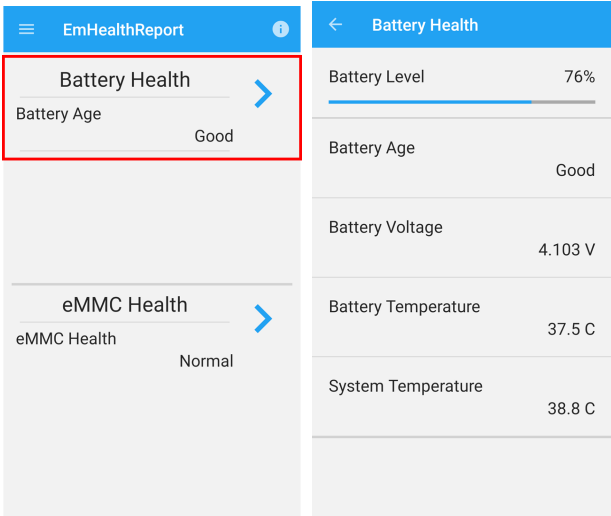 EmHealthReport
Battery Health
Battery Age
Good
eMMC Health
eMMC Health
Normal
Battery Health
Battery Level 76%
Battery Age
Good
Battery Voltage
4.103 V
Battery Temperature
37.5 C
System Temperature
38.8 C